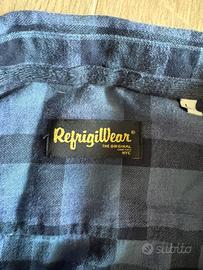 RefrigiWear®
THE ORIGINAL
NYC
subito